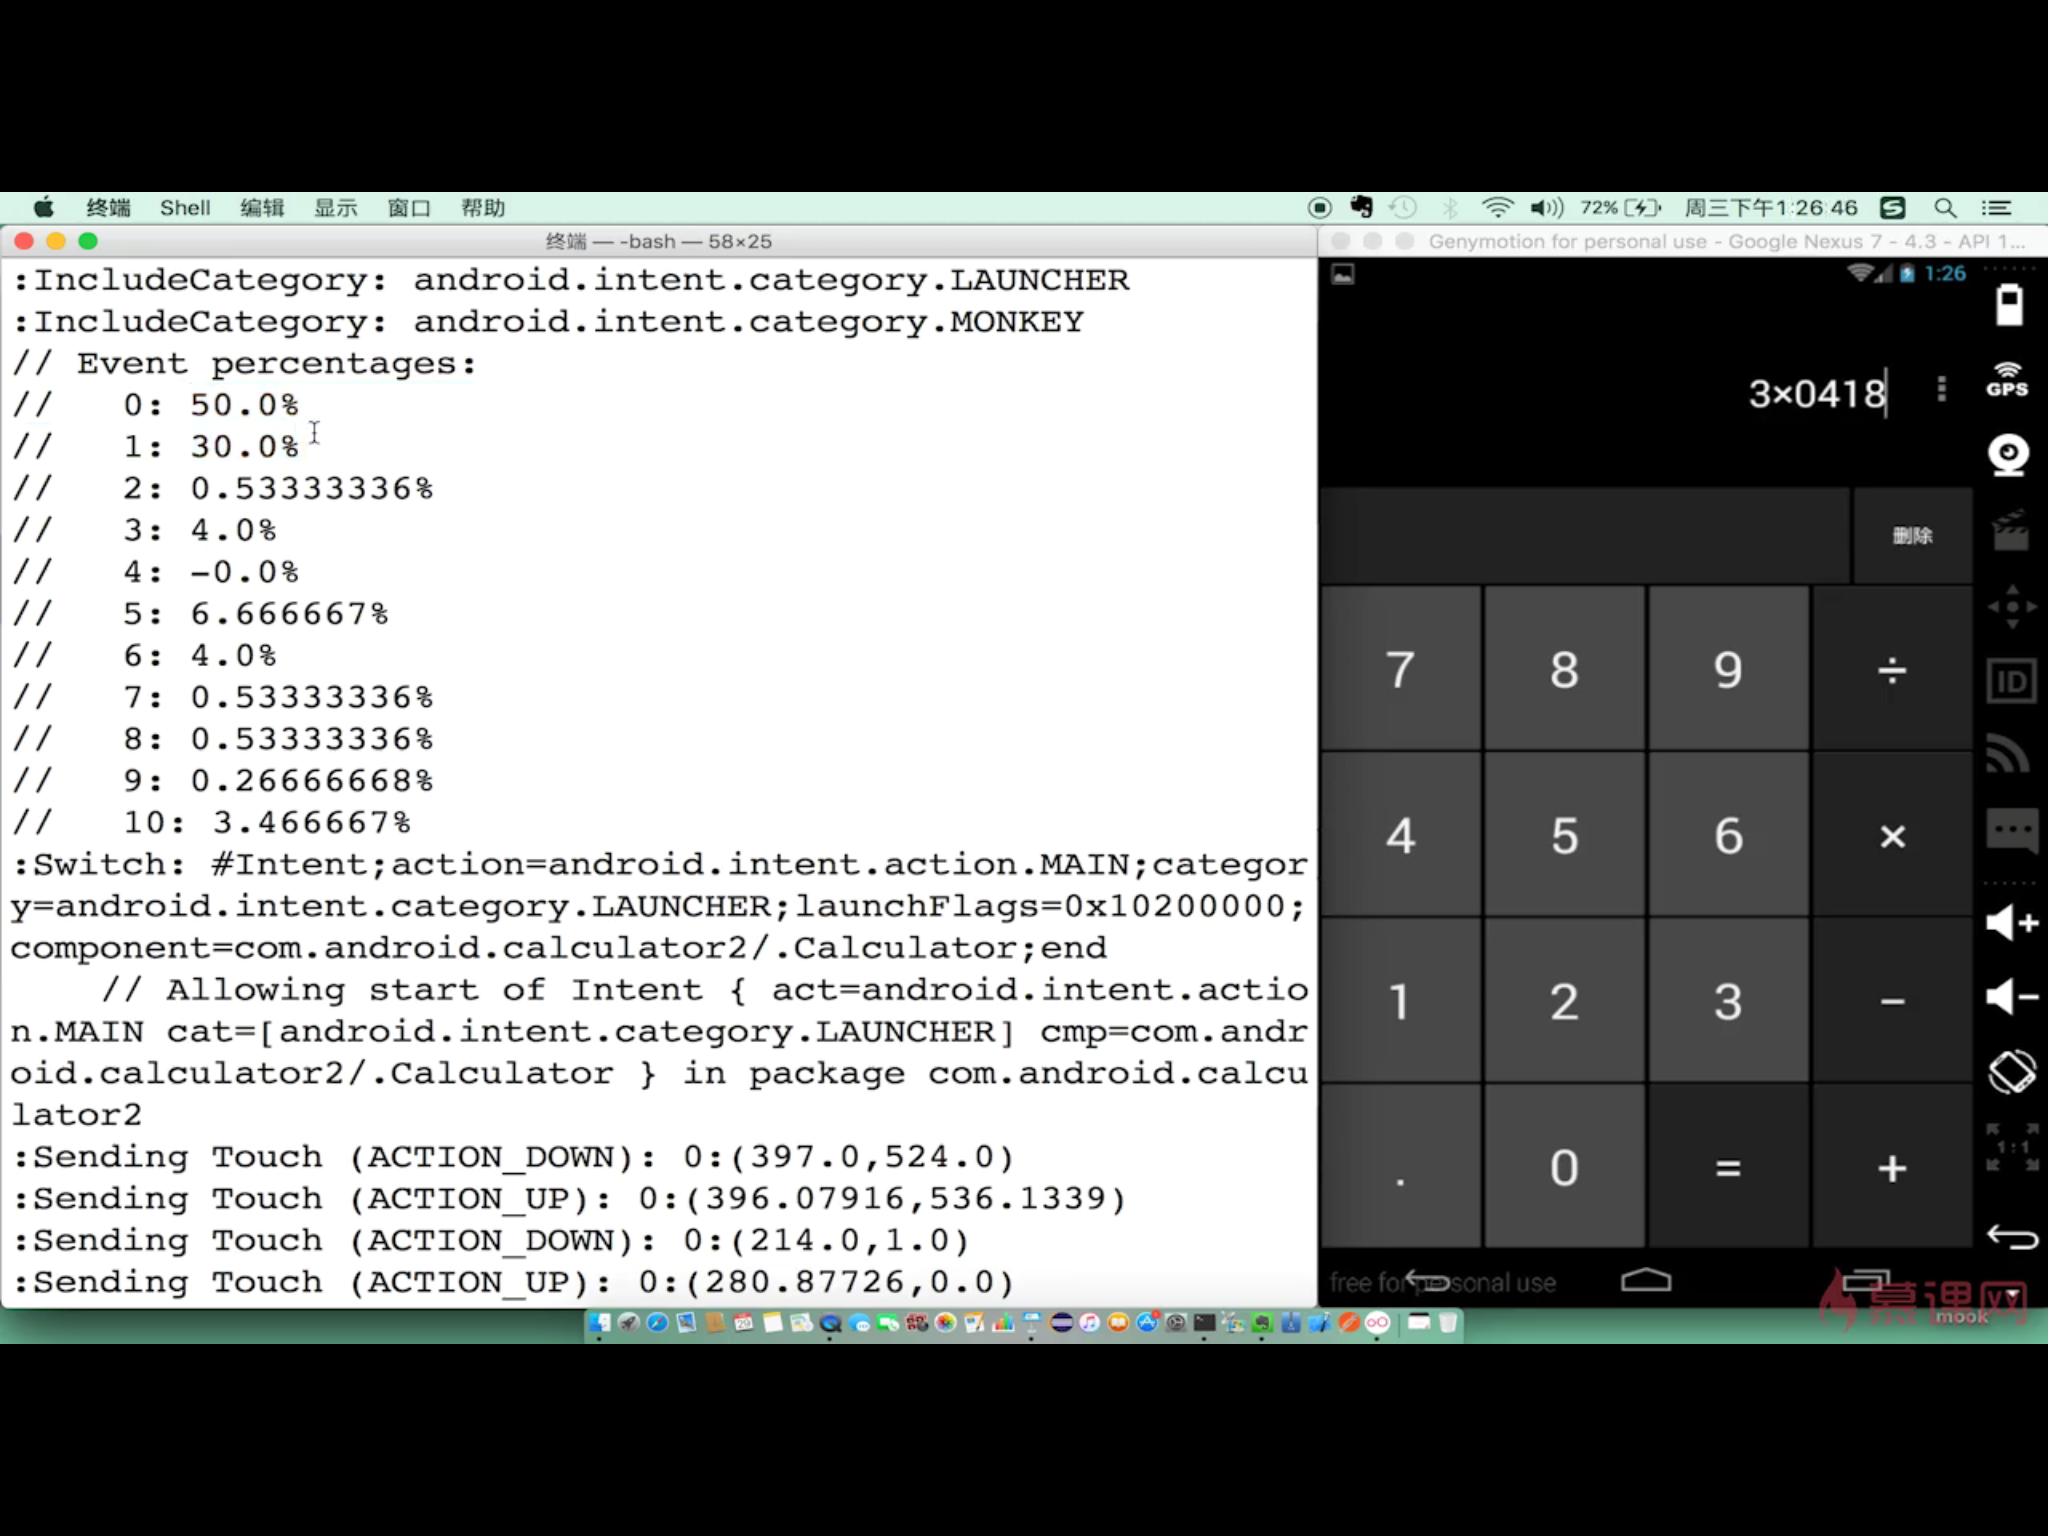 终端 Shell 编辑 显示 窗口 帮助 72% 周三下午1:26:46
终端 — -bash — 58×25
:IncludeCategory: android.intent.category.LAUNCHER
:IncludeCategory: android.intent.category.MONKEY
// Event percentages:
//   0: 50.0%
//   1: 30.0%
//   2: 0.53333336%
//   3: 4.0%
//   4: -0.0%
//   5: 6.666667%
//   6: 4.0%
//   7: 0.53333336%
//   8: 0.53333336%
//   9: 0.26666668%
//   10: 3.466667%
:Switch: #Intent;action=android.intent.action.MAIN;categor
y=android.intent.category.LAUNCHER;launchFlags=0x10200000;
component=com.android.calculator2/.Calculator;end
    // Allowing start of Intent { act=android.intent.actio
n.MAIN cat=[android.intent.category.LAUNCHER] cmp=com.andr
oid.calculator2/.Calculator } in package com.android.calcu
lator2
:Sending Touch (ACTION_DOWN): 0:(397.0,524.0)
:Sending Touch (ACTION_UP): 0:(396.07916,536.1339)
:Sending Touch (ACTION_DOWN): 0:(214.0,1.0)
:Sending Touch (ACTION_UP): 0:(280.87726,0.0)
Genymotion for personal use - Google Nexus 7 - 4.3 - API 1...
1:26
3×0418
GPS
删除
7 8 9 ÷
ID
4 5 6 ×
1 2 3 −
. 0 = +
1:1
free for personal use
慕课网
mook